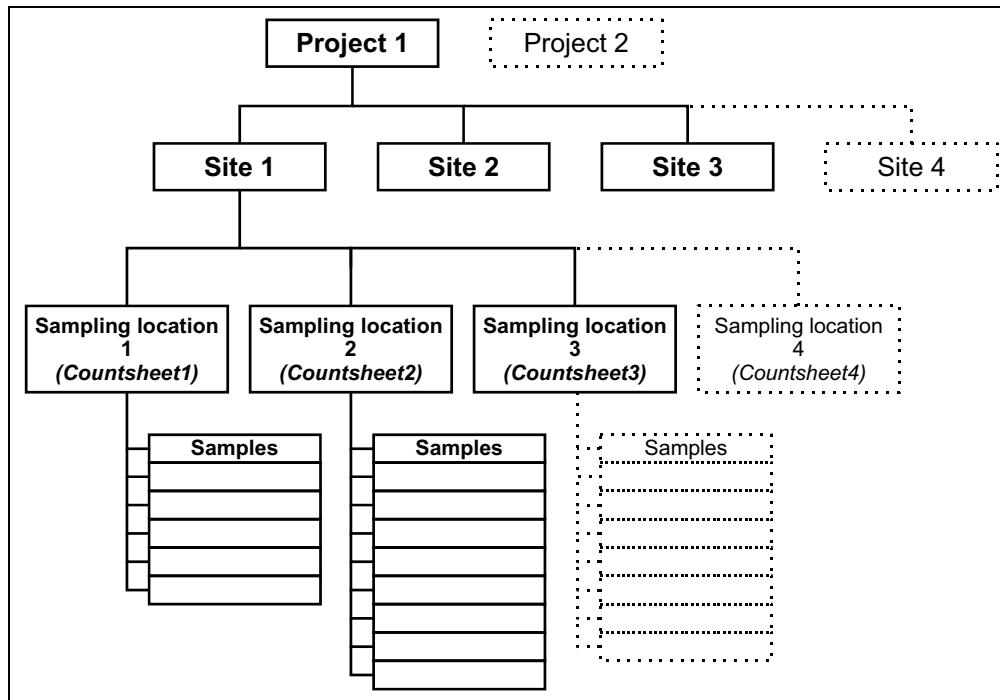 Project 1
Project 2
Site 1
Site 2
Site 3
Site 4
Sampling location
1
(Countsheet1)
Sampling location
2
(Countsheet2)
Sampling location
3
(Countsheet3)
Sampling location
4
(Countsheet4)
Samples
Samples
Samples